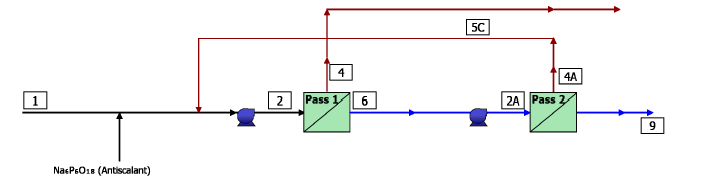 5C
4
4A
1
2
Pass 1
6
2A
Pass 2
9
Na₆P₆O₁₈ (Antiscalant)